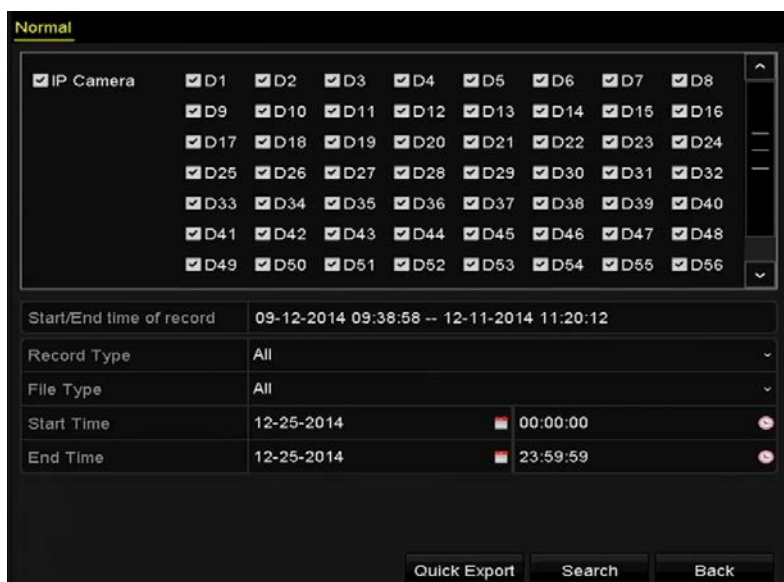 Normal
IP Camera D1 D2 D3 D4 D5 D6 D7 D8
D9 D10 D11 D12 D13 D14 D15 D16
D17 D18 D19 D20 D21 D22 D23 D24
D25 D26 D27 D28 D29 D30 D31 D32
D33 D34 D35 D36 D37 D38 D39 D40
D41 D42 D43 D44 D45 D46 D47 D48
D49 D50 D51 D52 D53 D54 D55 D56
Start/End time of record 09-12-2014 09:38:58 -- 12-11-2014 11:20:12
Record Type All
File Type All
Start Time 12-25-2014 00:00:00
End Time 12-25-2014 23:59:59
Quick Export Search Back